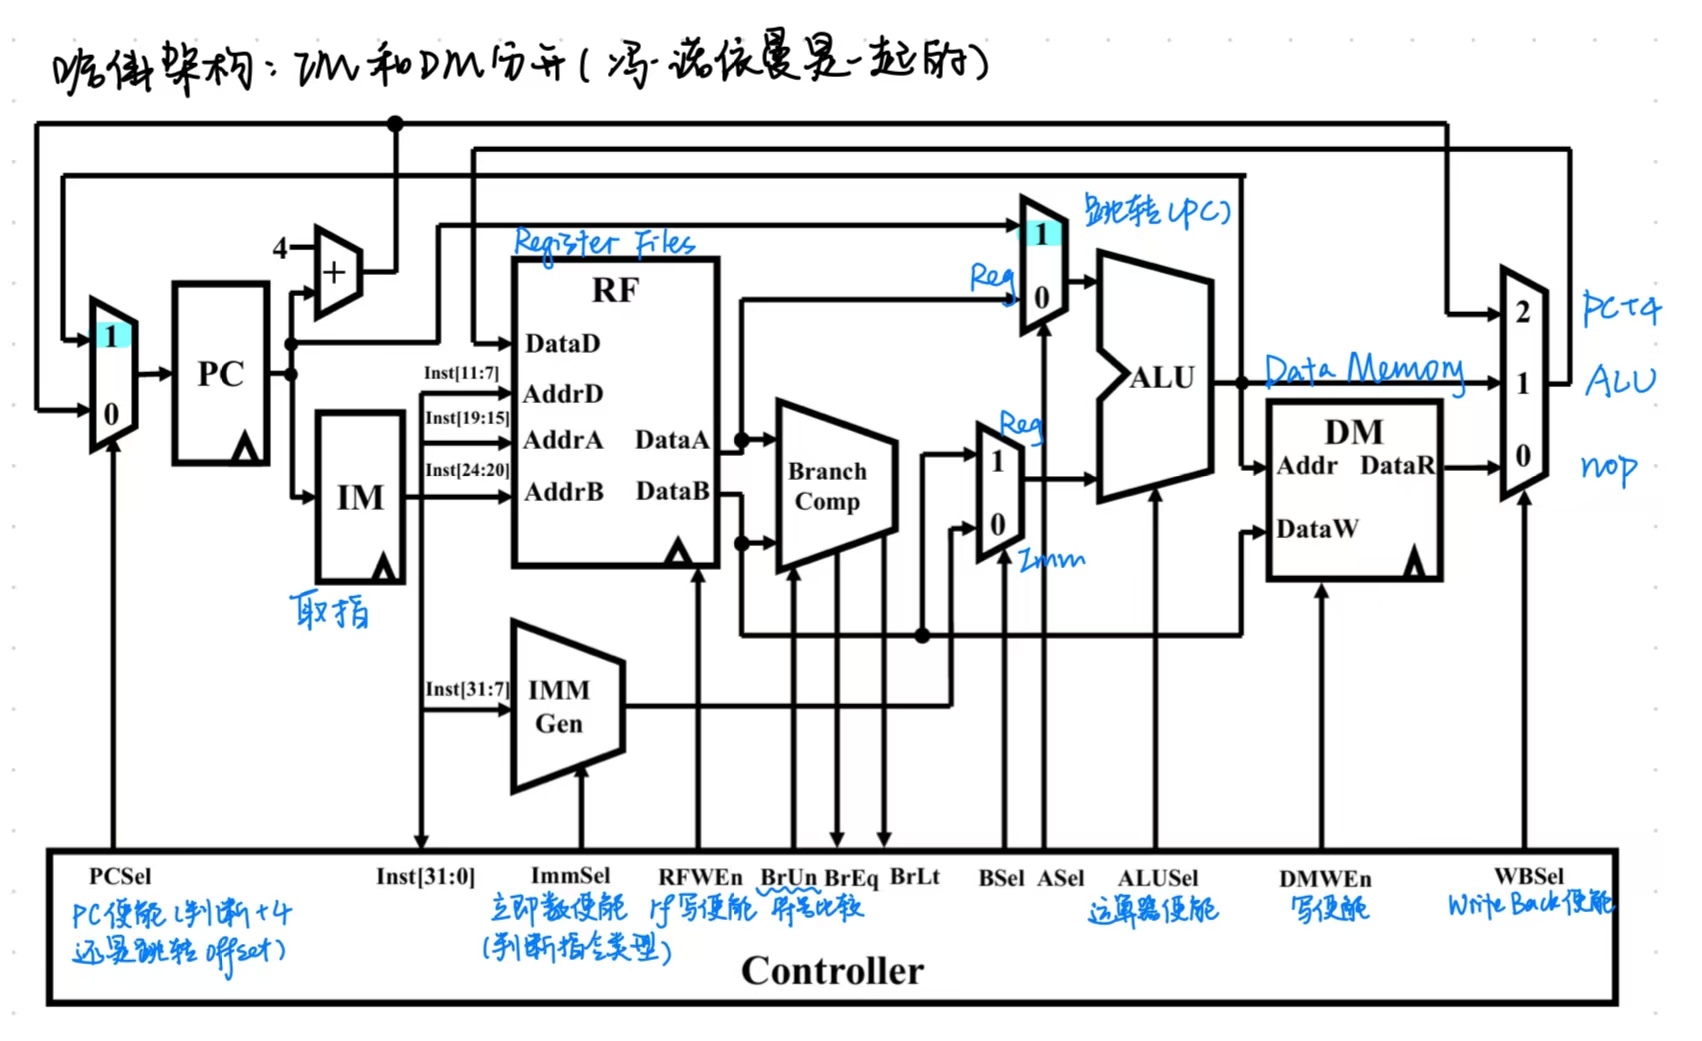 哈佛架构：IM和DM分开(冯·诺依曼是一起的)
跳转(PC)
Register Files
4
+
1
0
PC
IM
取指
Inst[11:7]
Inst[19:15]
Inst[24:20]
Inst[31:7]
RF
DataD
AddrD
AddrA
AddrB
DataA
DataB
IMM
Gen
Branch
Comp
Reg
1
0
Reg
1
0
Imm
ALU
Data Memory
DM
Addr
DataR
DataW
2
1
0
PC+4
ALU
nop
PCSel
Inst[31:0]
ImmSel
RFWEn
BrUn
BrEq
BrLt
BSel
ASel
ALUSel
DMWEn
WBSel
PC使能(判断+4
还是跳转offset)
立即数使能
(判断指令类型)
rf写使能
符号比较
运算器使能
写使能
Write Back使能
Controller